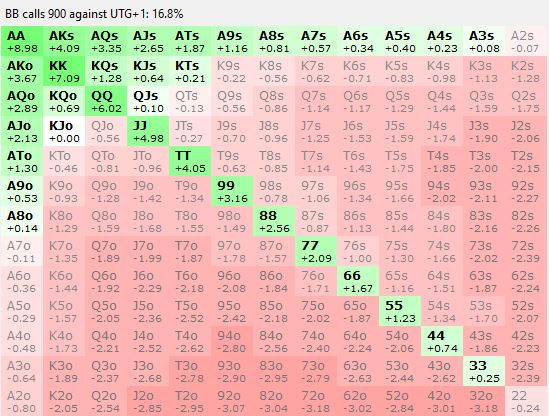 BB calls 900 against UTG+1: 16.8%
AA AKs AQs AJs ATs A9s A8s A7s A6s A5s A4s A3s A2s
+8.98 +4.09 +3.35 +2.65 +1.87 +1.16 +0.81 +0.57 +0.34 +0.40 +0.23 +0.08 -0.07
AKo KK KQs KJs KTs K9s K8s K7s K6s K5s K4s K3s K2s
+3.67 +7.09 +1.28 +0.64 +0.21 -0.22 -0.56 -0.62 -0.71 -0.83 -0.98 -1.13 -1.28
AQo KQo QQ QJs QTs Q9s Q8s Q7s Q6s Q5s Q4s Q3s Q2s
+2.89 +0.69 +6.02 +0.10 -0.13 -0.56 -0.86 -1.14 -1.17 -1.29 -1.44 -1.59 -1.75
AJo KJo QJo JJ JTs J9s J8s J7s J6s J5s J4s J3s J2s
+2.13 +0.00 -0.56 +4.98 -0.27 -0.70 -0.96 -1.25 -1.53 -1.59 -1.74 -1.90 -2.06
ATo KTo QTo JTo TT T9s T8s T7s T6s T5s T4s T3s T2s
+1.30 -0.46 -0.81 -0.96 +4.05 -0.63 -0.85 -1.14 -1.43 -1.75 -1.85 -2.00 -2.15
A9o K9o Q9o J9o T9o 99 98s 97s 96s 95s 94s 93s 92s
+0.53 -0.93 -1.28 -1.42 -1.34 +3.16 -0.78 -1.06 -1.34 -1.66 -2.02 -2.11 -2.27
A8o K8o Q8o J8o T8o 98o 88 87s 86s 85s 84s 83s 82s
+0.14 -1.29 -1.59 -1.68 -1.55 -1.49 +2.56 -0.87 -1.13 -1.44 -1.80 -2.16 -2.26
A7o K7o Q7o J7o T7o 97o 87o 77 76s 75s 74s 73s 72s
-0.11 -1.35 -1.89 -1.99 -1.87 -1.78 -1.57 +2.09 -1.00 -1.30 -1.66 -2.02 -2.39
A6o K6o Q6o J6o T6o 96o 86o 76o 66 65s 64s 63s 62s
-0.36 -1.44 -1.92 -2.29 -2.18 -2.08 -1.84 -1.71 +1.67 -1.16 -1.51 -1.87 -2.24
A5o K5o Q5o J5o T5o 95o 85o 75o 65o 55 54s 53s 52s
-0.29 -1.57 -2.05 -2.36 -2.52 -2.42 -2.18 -2.02 -1.87 +1.23 -1.34 -1.70 -2.07
A4o K4o Q4o J4o T4o 94o 84o 74o 64o 54o 44 43s 42s
-0.48 -1.73 -2.21 -2.52 -2.62 -2.80 -2.56 -2.40 -2.24 -2.06 +0.74 -1.86 -2.23
A3o K3o Q3o J3o T3o 93o 83o 73o 63o 53o 43o 33 32s
-0.64 -1.89 -2.37 -2.68 -2.78 -2.90 -2.95 -2.79 -2.63 -2.44 -2.62 +0.25 -2.39
A2o K2o Q2o J2o T2o 92o 82o 72o 62o 52o 42o 32o 22
-0.80 -2.05 -2.54 -2.85 -2.95 -3.07 -3.04 -3.18 -3.02 -2.84 -3.01 -3.18 -0.24